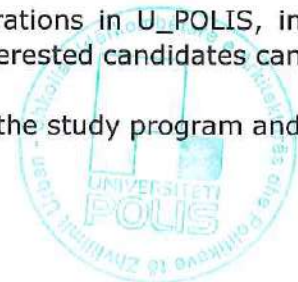 rations in U_POLIS, in
erested candidates can
the study program and
UNIVERSITETI
POLIS